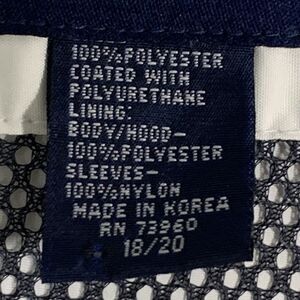 100%POLYESTER
COATED WITH
POLYURETHANE
LINING:
BODY/HOOD-
100%POLYESTER
SLEEVES-
100%NYLON
MADE IN KOREA
RN 73960
18/20